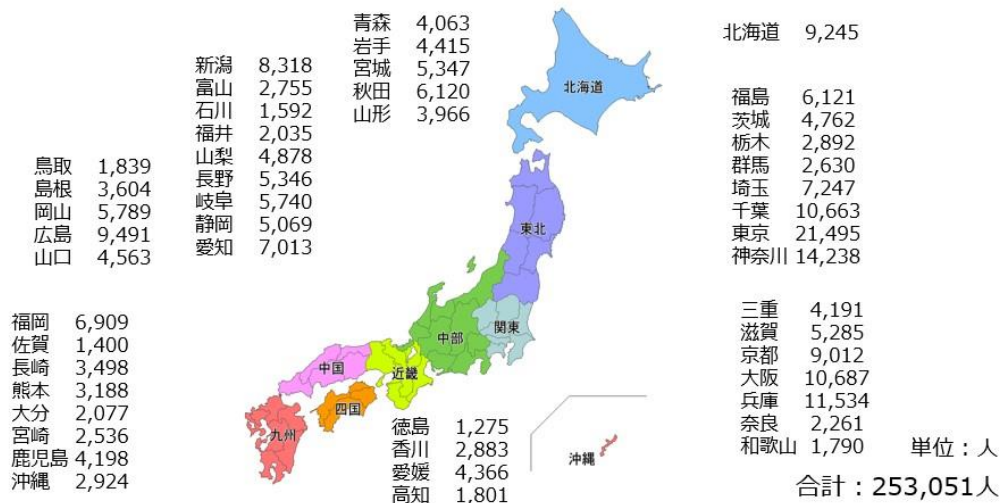 青森 4,063
岩手 4,415
宮城 5,347
秋田 6,120
山形 3,966
北海道 9,245
新潟 8,318
富山 2,755
石川 1,592
福井 2,035
山梨 4,878
長野 5,346
岐阜 5,740
静岡 5,069
愛知 7,013
福島 6,121
茨城 4,762
栃木 2,892
群馬 2,630
埼玉 7,247
千葉 10,663
東京 21,495
神奈川 14,238
鳥取 1,839
島根 3,604
岡山 5,789
広島 9,491
山口 4,563
北海道
東北
関東
中部
近畿
中国
四国
九州
沖縄
福岡 6,909
佐賀 1,400
長崎 3,498
熊本 3,188
大分 2,077
宮崎 2,536
鹿児島 4,198
沖縄 2,924
徳島 1,275
香川 2,883
愛媛 4,366
高知 1,801
三重 4,191
滋賀 5,285
京都 9,012
大阪 10,687
兵庫 11,534
奈良 2,261
和歌山 1,790
単位:人
合計:253,051人